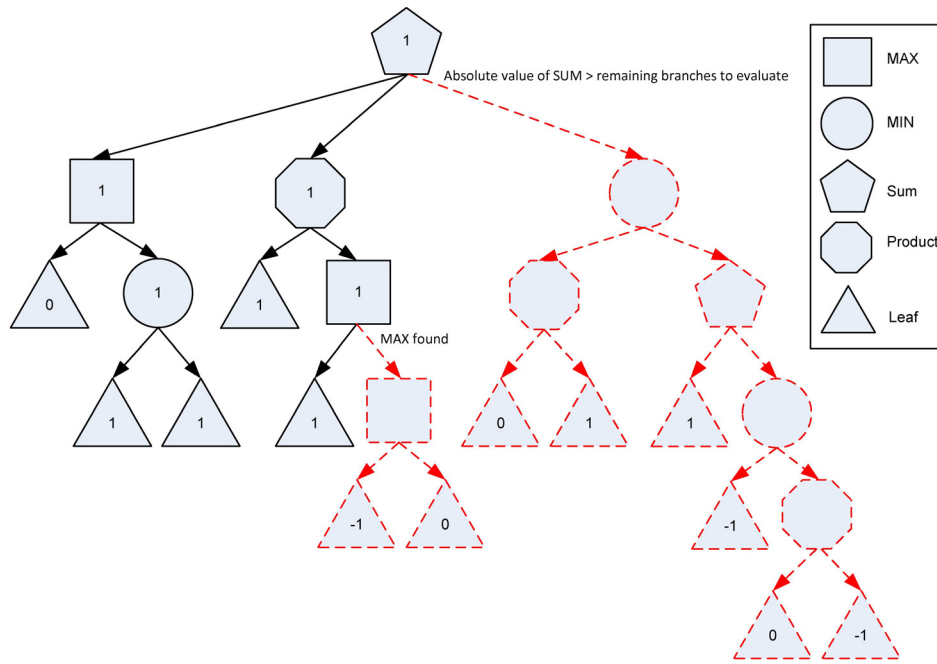 1
Absolute value of SUM > remaining branches to evaluate
MAX
MIN
Sum
Product
Leaf
1
1
0
1
1
1
MAX found
1
1
1
0
1
1
-1
0
-1
0
-1